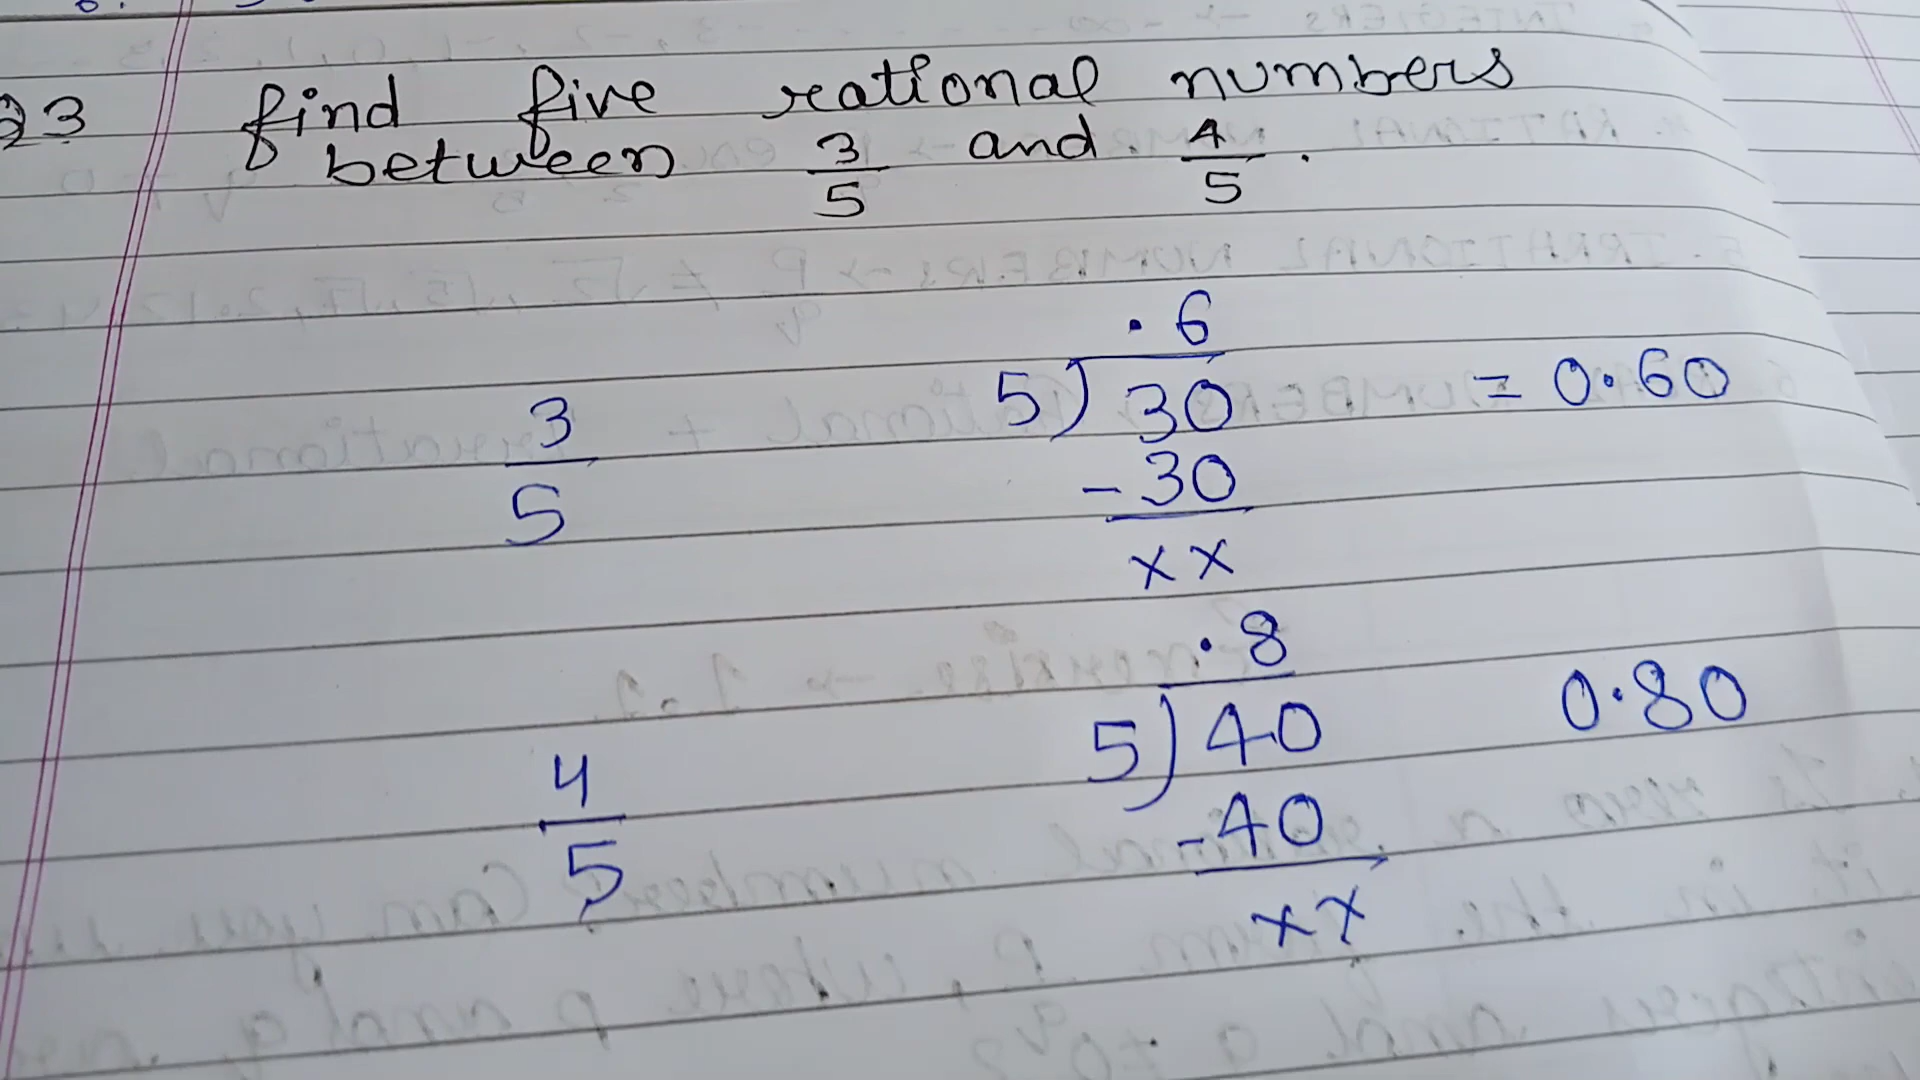 Q3 find five rational numbers
between 3/5 and 4/5.
.6
5)30 = 0.60
3/5
-30
xx
.8
5)40 0.80
4/5
-40
xx